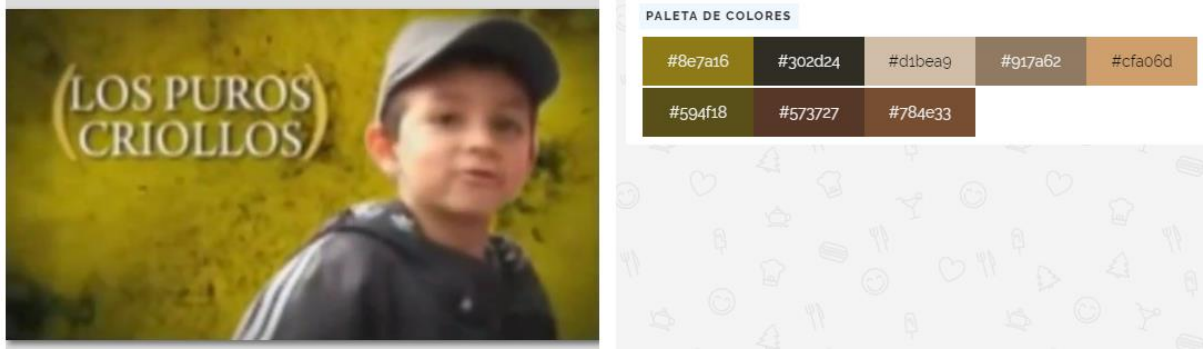 (LOS PUROS
CRIOLLOS)
PALETA DE COLORES
#8e7a16 #302d24 #d1bea9 #917a62 #cfa06d
#594f18 #573727 #784e33